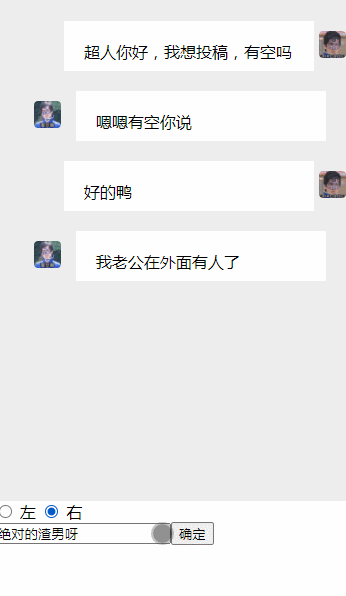 超人你好，我想投稿，有空吗
嗯嗯有空你说
好的鸭
我老公在外面有人了
左 右
绝对的渣男呀 确定